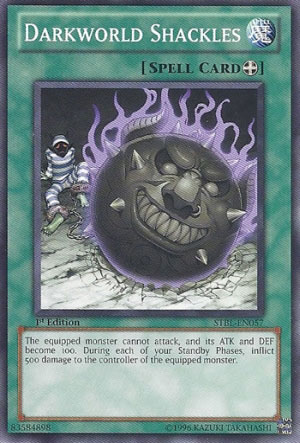 DARKWORLD SHACKLES
魔
[SPELL CARD]
1st Edition
STBL-EN057
The equipped monster cannot attack, and its ATK and DEF
become 100. During each of your Standby Phases, inflict
500 damage to the controller of the equipped monster.
83584898
©1996 KAZUKI TAKAHASHI